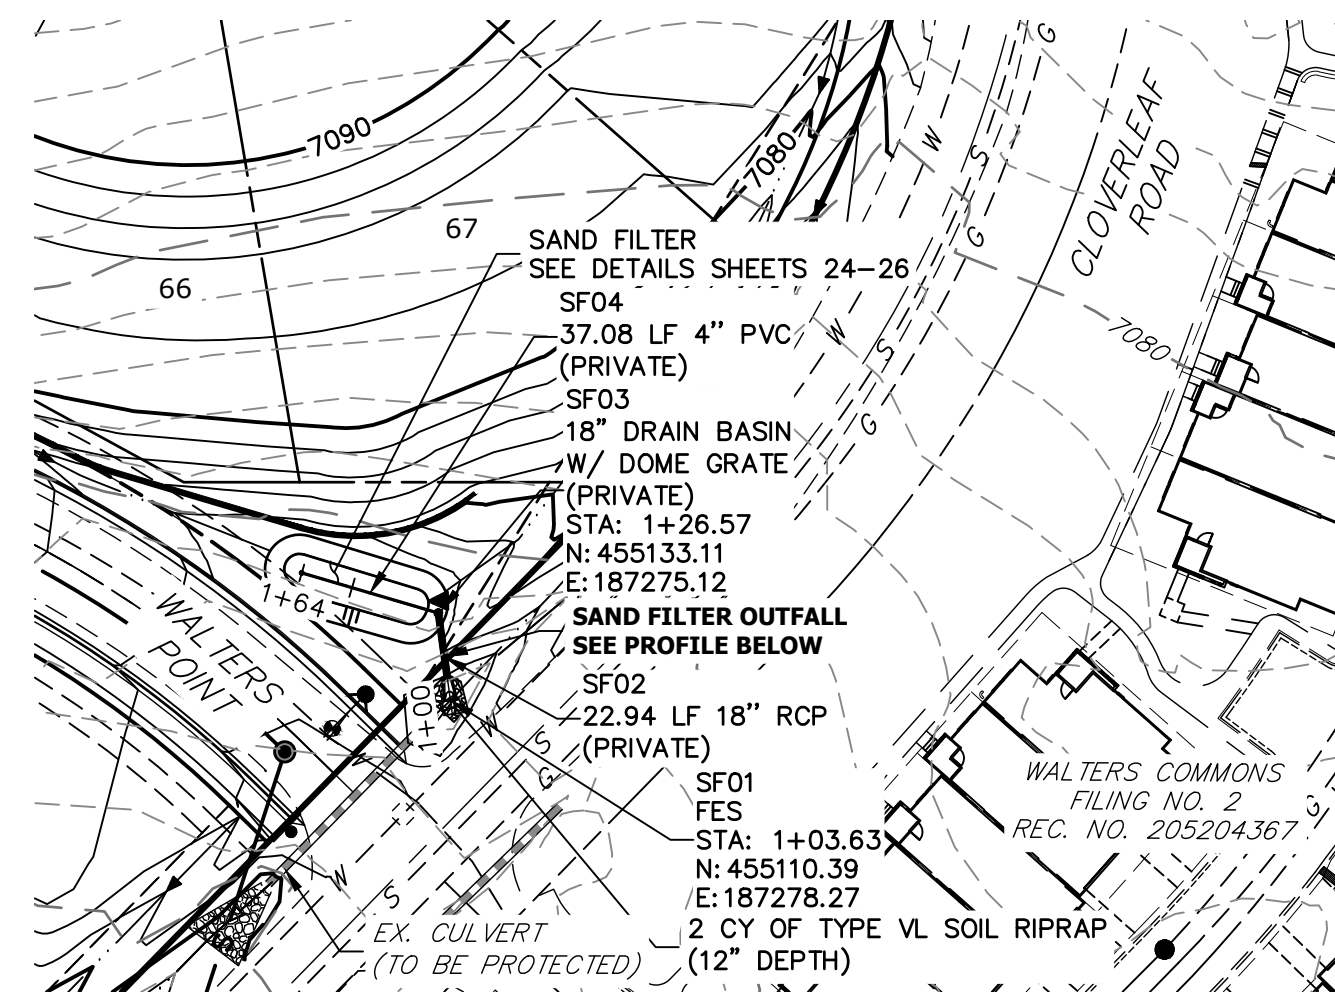 7090
7080
CLOVERLEAF
ROAD
W
S
G
G
67
66
SAND FILTER
SEE DETAILS SHEETS 24-26
SF04
37.08 LF 4" PVC
(PRIVATE)
W
S
G
7080
SF03
18" DRAIN BASIN
W/ DOME GRATE
(PRIVATE)
STA: 1+26.57
N: 455133.11
E: 187275.12
1+64
WALTERS
POINT
SAND FILTER OUTFALL
SEE PROFILE BELOW
1+00
SF02
22.94 LF 18" RCP
(PRIVATE)
W
S
G
SF01
FES
STA: 1+03.63
N: 455110.39
E: 187278.27
WALTERS COMMONS
FILING NO. 2
REC. NO. 205204367
G
W
S
2 CY OF TYPE VL SOIL RIPRAP
(12" DEPTH)
EX. CULVERT
(TO BE PROTECTED)